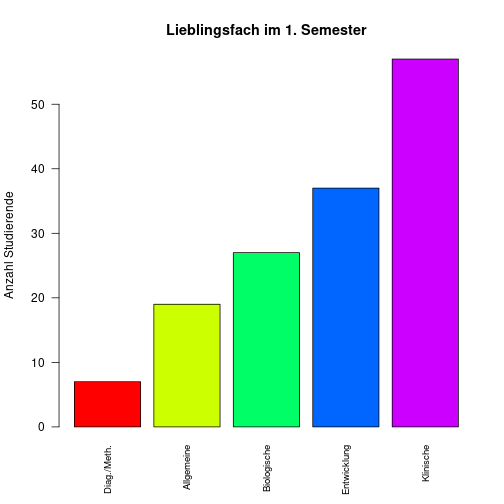 Lieblingsfach im 1. Semester
Anzahl Studierende
50
40
30
20
10
0
Diag./Meth.
Allgemeine
Biologische
Entwicklung
Klinische